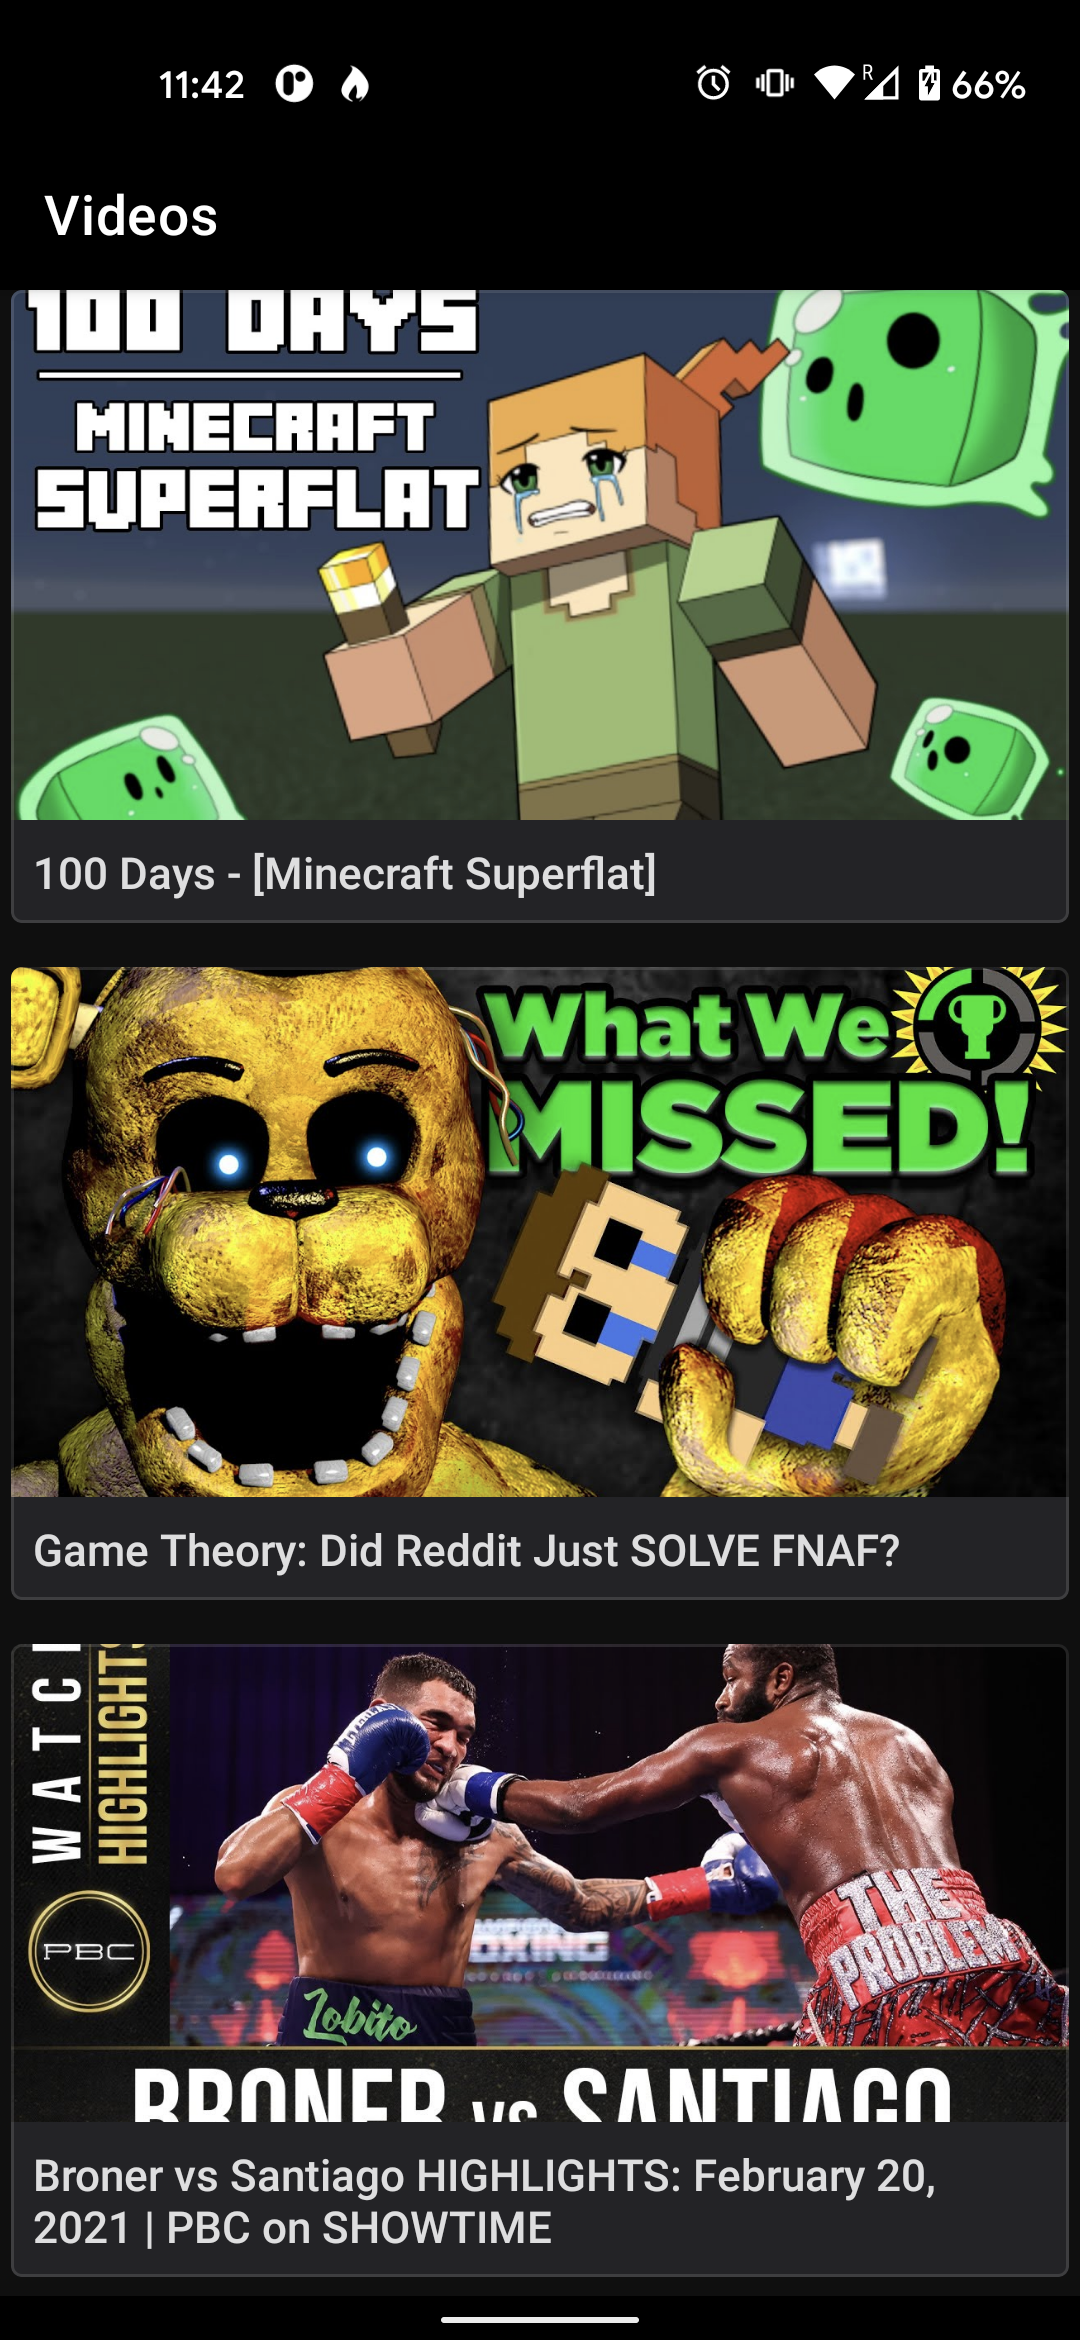 11:42
R
66%
Videos
100 DAYS
MINECRAFT
SUPERFLAT
100 Days - [Minecraft Superflat]
What We
MISSED!
Game Theory: Did Reddit Just SOLVE FNAF?
HIGHLIGHTS
PBC
THE
PROBLEM
Lobito
BRONER VS SANTIAGO
Broner vs Santiago HIGHLIGHTS: February 20,
2021 | PBC on SHOWTIME